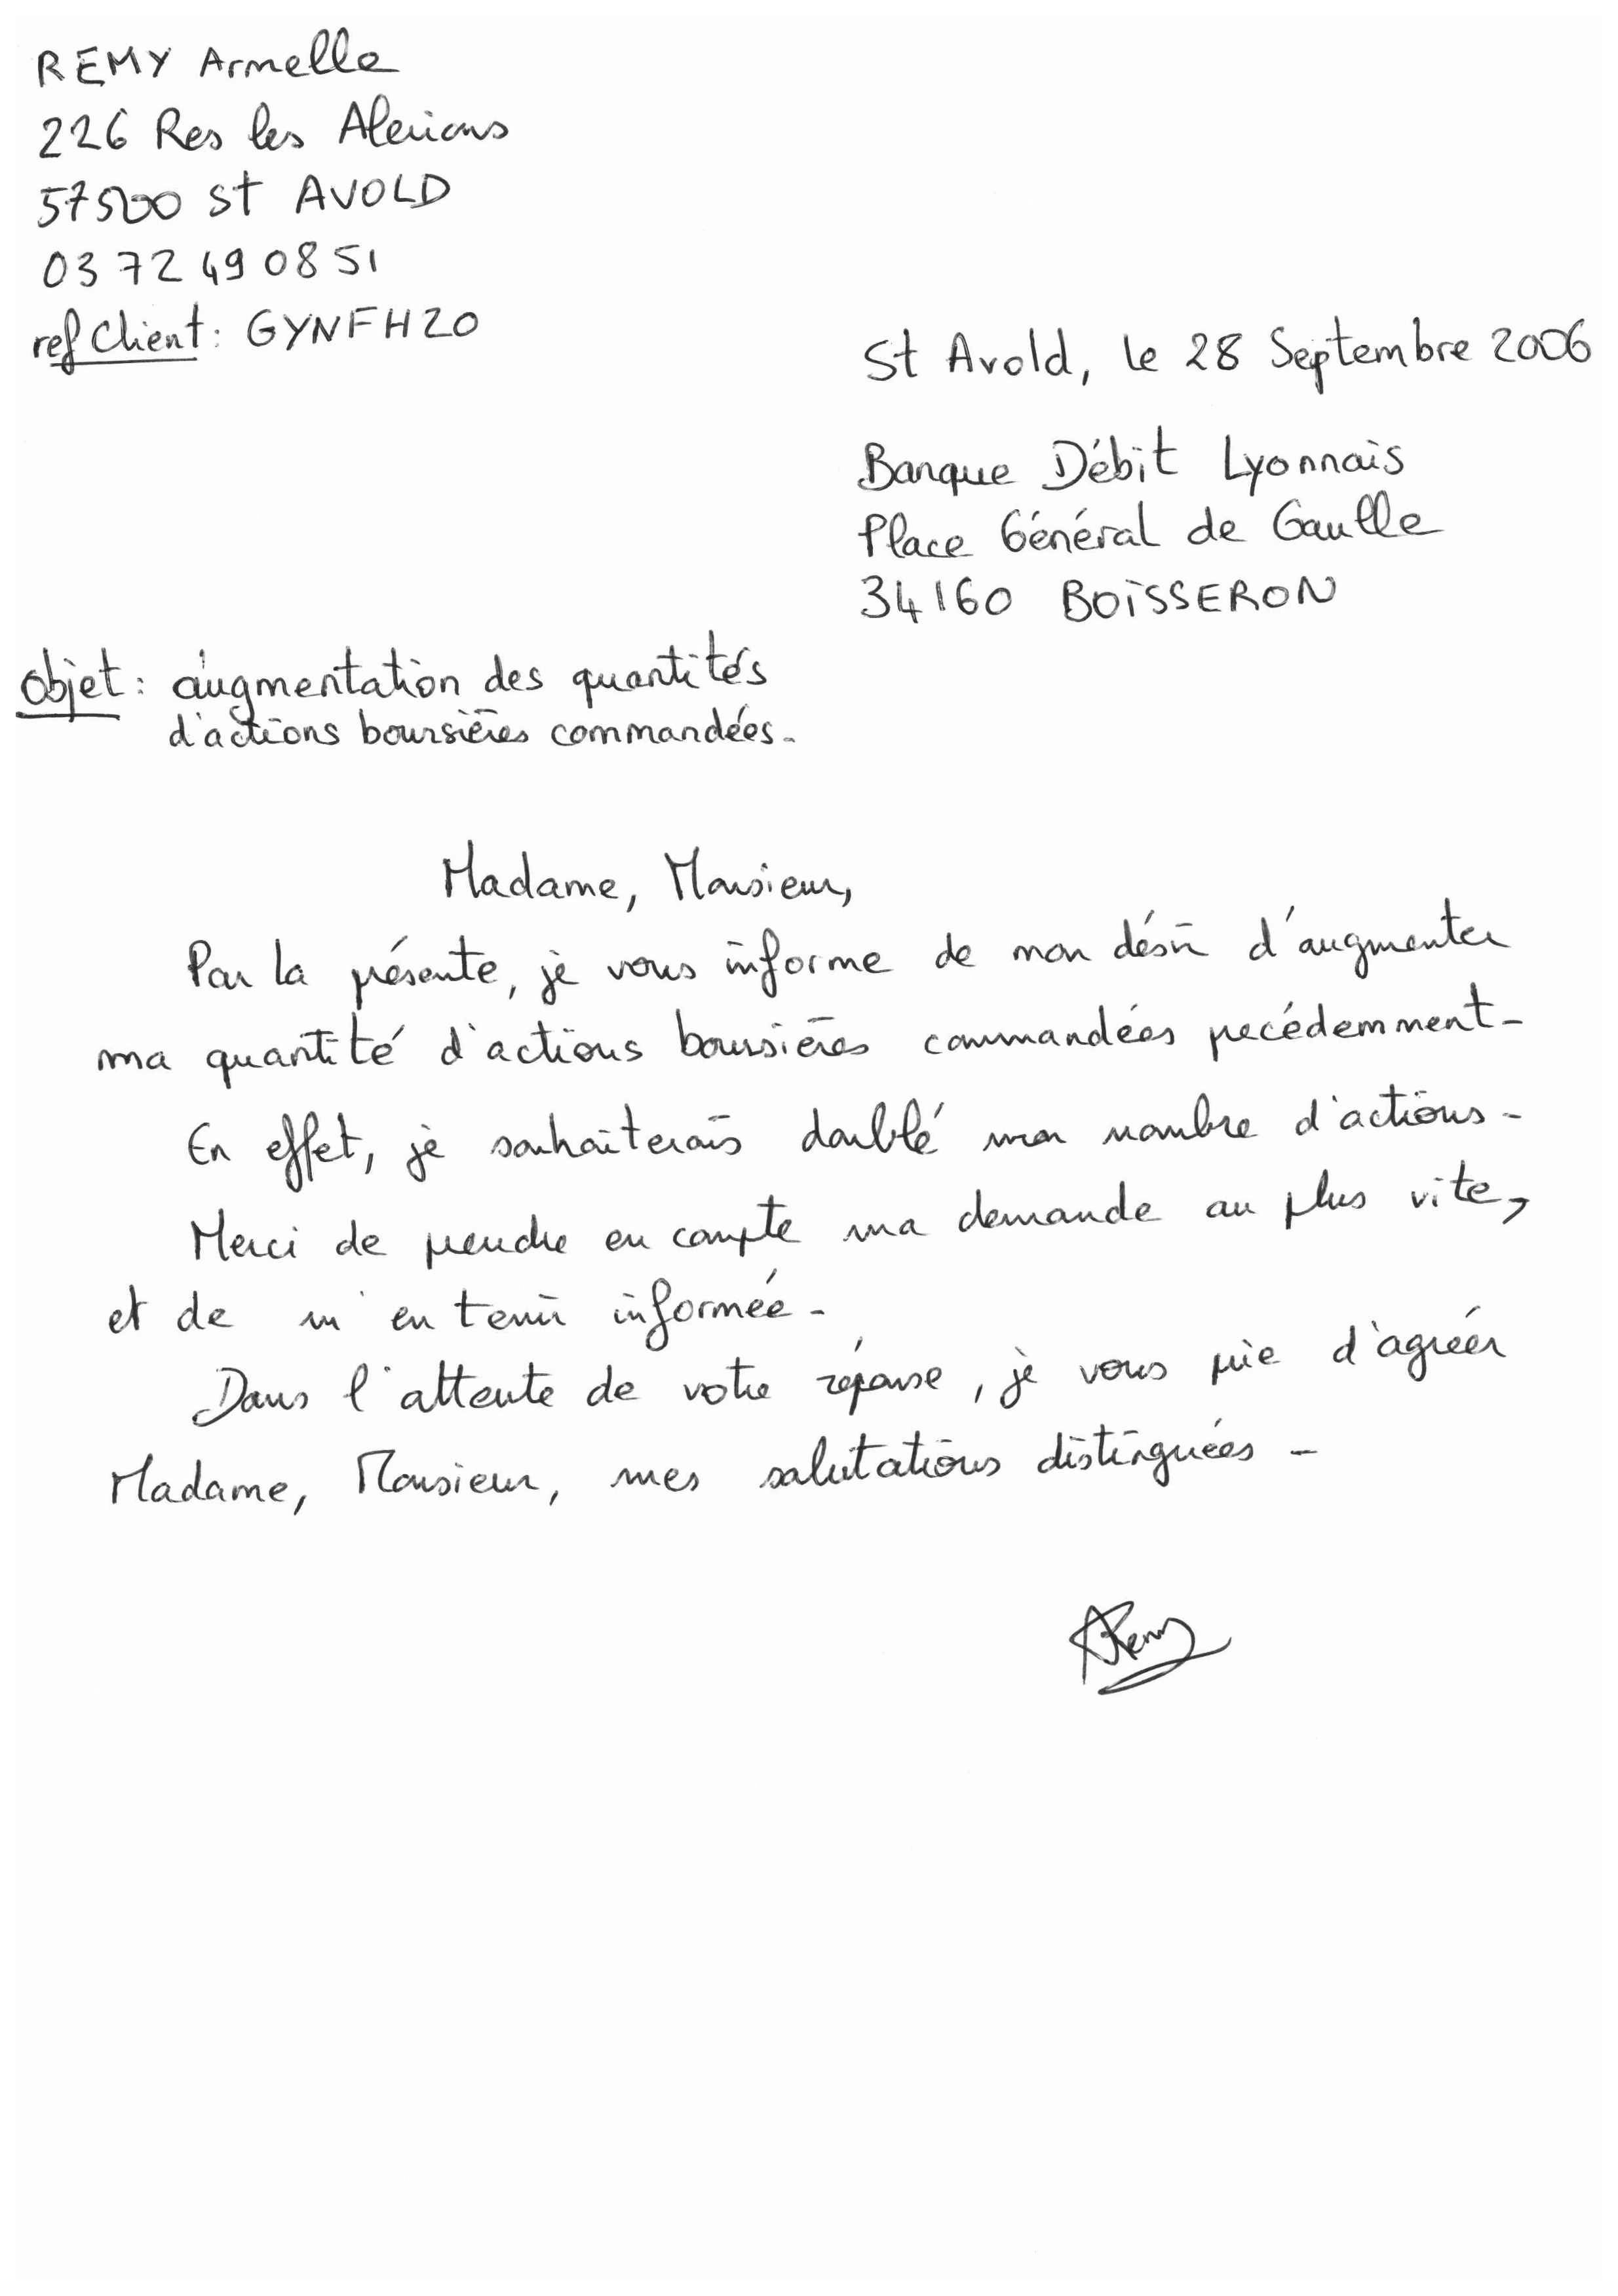 REMY Armelle
226 Res les Alerions
57500 St AVOLD
03 72 49 08 51
ref Client : GYNFH20
St Avold, le 28 Septembre 2006
Banque Débit Lyonnais
Place Général de Gaulle
34160 BOISSERON
objet : augmentation des quantités
d'actions boursières commandées.
Madame, Monsieur,
Par la présente, je vous informe de mon désir d'augmenter
ma quantité d'actions boursières commandées précédemment.
En effet, je souhaiterais doublé mon nombre d'actions.
Merci de prendre en compte ma demande au plus vite,
et de m'en tenir informée.
Dans l'attente de votre réponse, je vous prie d'agréér
Madame, Monsieur, mes salutations distinguées.
ARemy